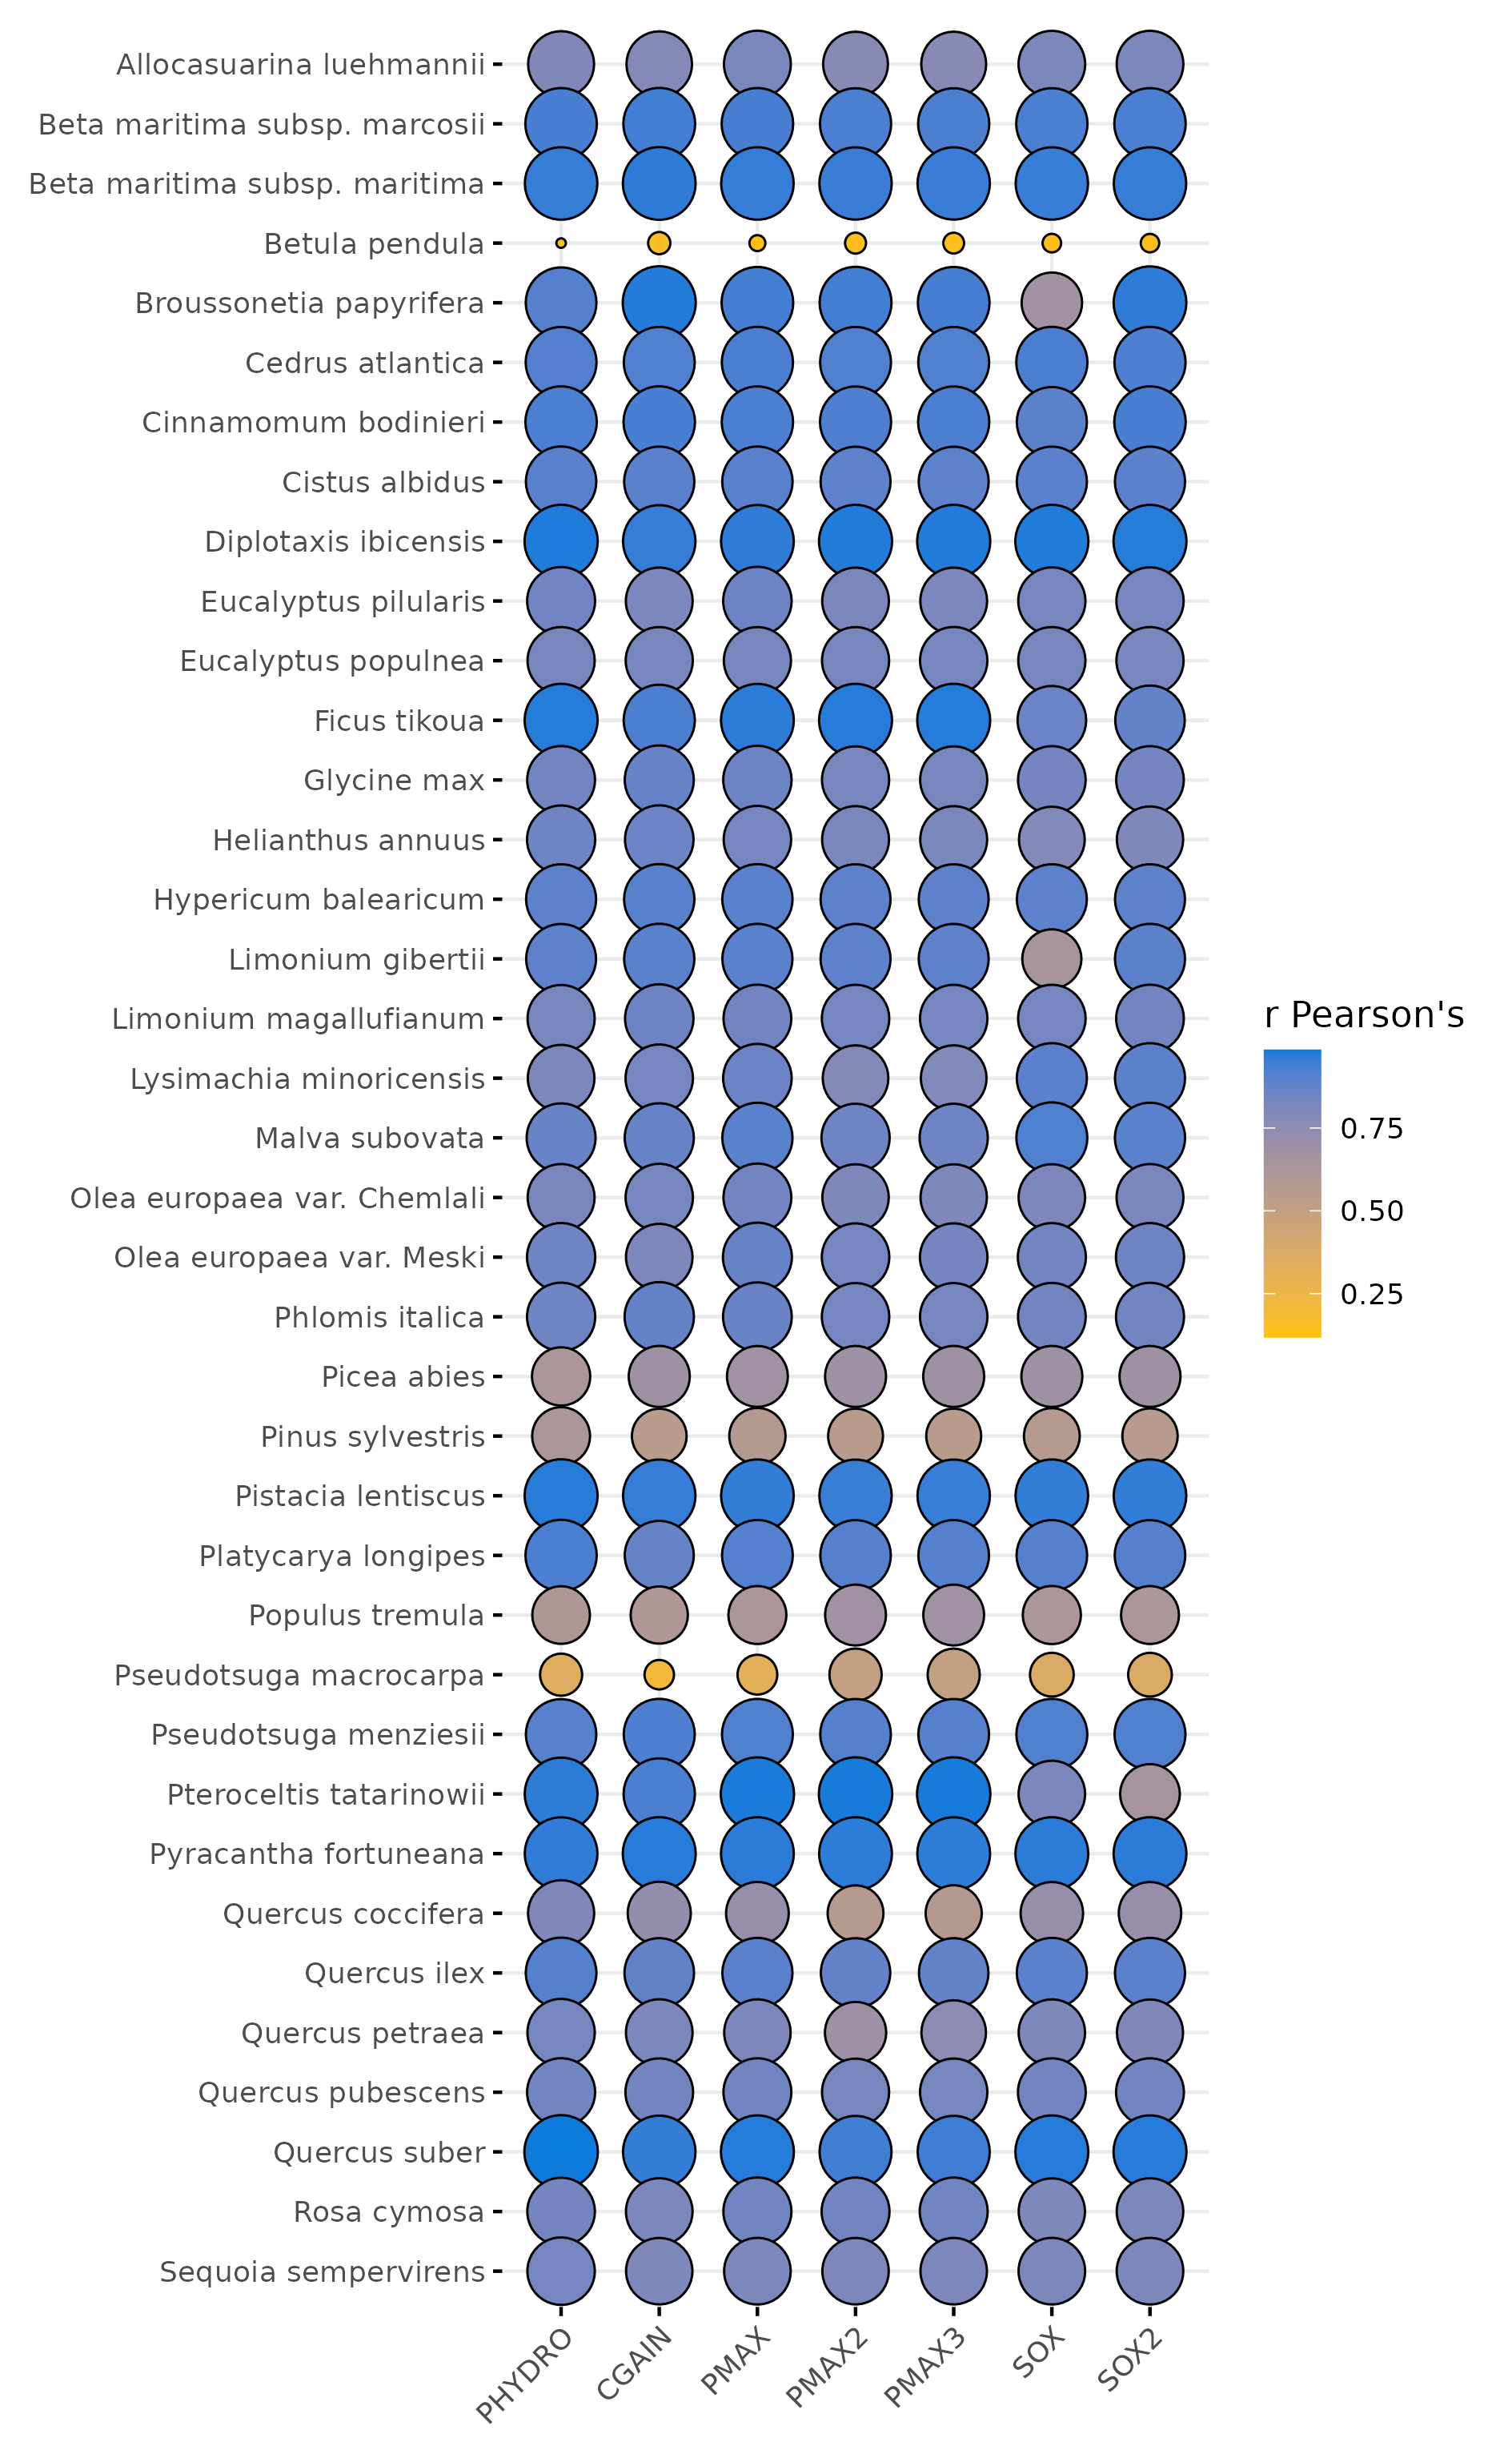 Allocasuarina luehmannii
Beta maritima subsp. marcosii
Beta maritima subsp. maritima
Betula pendula
Broussonetia papyrifera
Cedrus atlantica
Cinnamomum bodinieri
Cistus albidus
Diplotaxis ibicensis
Eucalyptus pilularis
Eucalyptus populnea
Ficus tikoua
Glycine max
Helianthus annuus
Hypericum balearicum
Limonium gibertii
Limonium magallufianum
Lysimachia minoricensis
Malva subovata
Olea europaea var. Chemlali
Olea europaea var. Meski
Phlomis italica
Picea abies
Pinus sylvestris
Pistacia lentiscus
Platycarya longipes
Populus tremula
Pseudotsuga macrocarpa
Pseudotsuga menziesii
Pteroceltis tatarinowii
Pyracantha fortuneana
Quercus coccifera
Quercus ilex
Quercus petraea
Quercus pubescens
Quercus suber
Rosa cymosa
Sequoia sempervirens
PHYDRO
CGAIN
PMAX
PMAX2
PMAX3
SOX
SOX2
r Pearson's
0.75
0.50
0.25